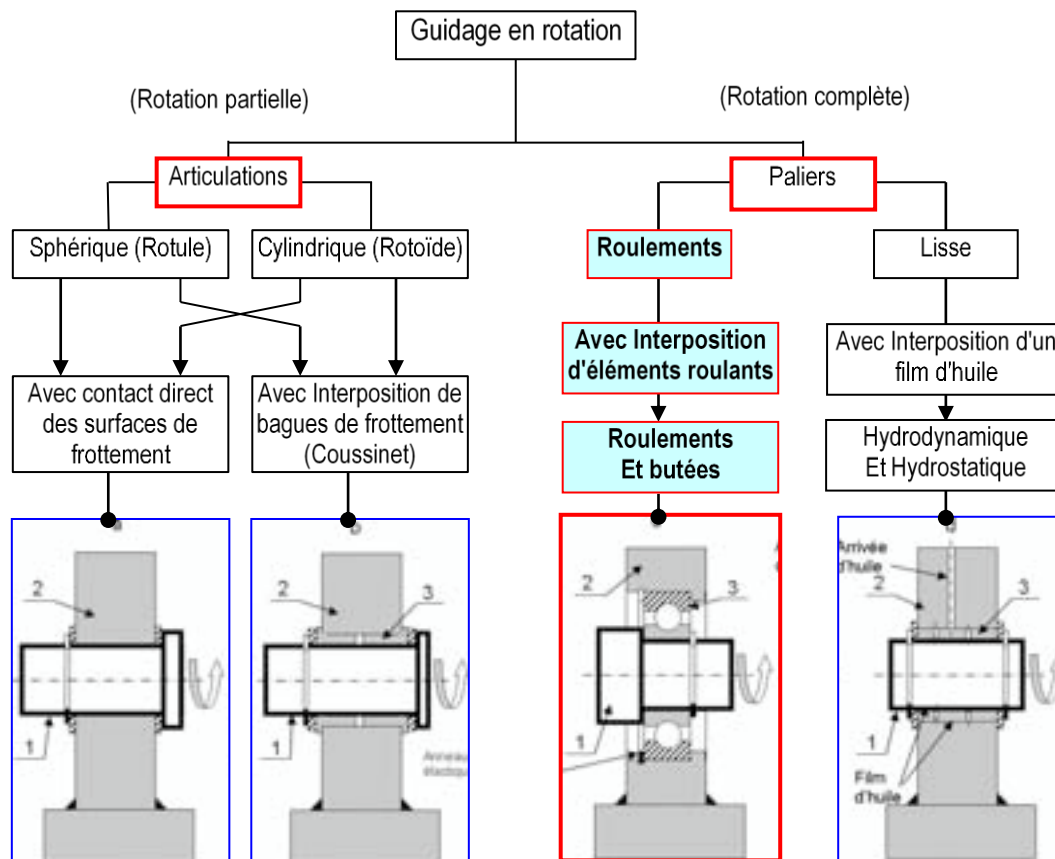 Guidage en rotation
(Rotation partielle)
(Rotation complète)
Articulations
Paliers
Sphérique (Rotule)
Cylindrique (Rotoïde)
Roulements
Lisse
Avec Interposition
d'éléments roulants
Avec Interposition d'un
film d'huile
Avec contact direct
des surfaces de
frottement
Avec Interposition de
bagues de frottement
(Coussinet)
Roulements
Et butées
Hydrodynamique
Et Hydrostatique
a
2
1
2
3
1
Anneau
élastique
2
3
1
Arrivée
d'huile
2
3
1
Film
d'huile